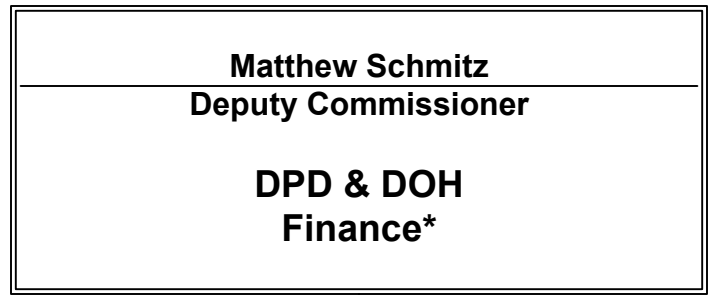 Matthew Schmitz
Deputy Commissioner
DPD & DOH
Finance*